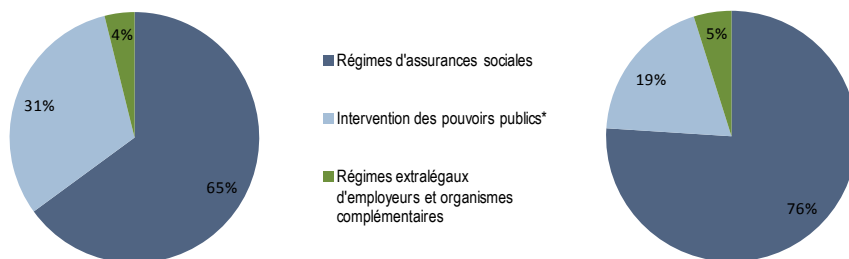 4%
31%
65%
Régimes d'assurances sociales
Intervention des pouvoirs publics*
Régimes extralégaux
d'employeurs et organismes
complémentaires
5%
19%
76%